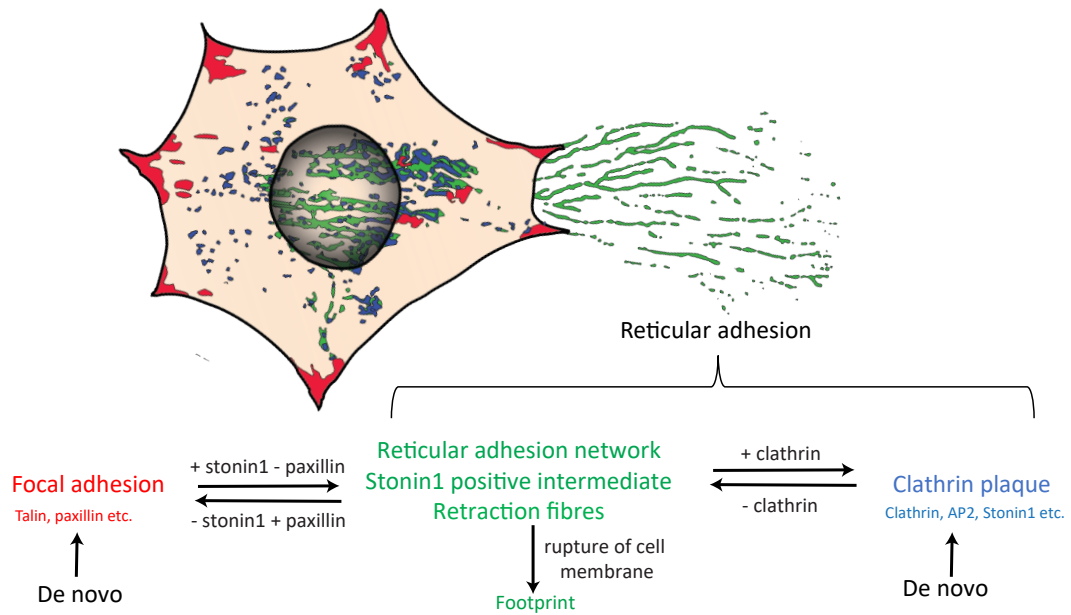 Reticular adhesion
Focal adhesion
Talin, paxillin etc.
De novo
+ stonin1 - paxillin
- stonin1 + paxillin
Reticular adhesion network
Stonin1 positive intermediate
Retraction fibres
rupture of cell
membrane
Footprint
+ clathrin
- clathrin
Clathrin plaque
Clathrin, AP2, Stonin1 etc.
De novo